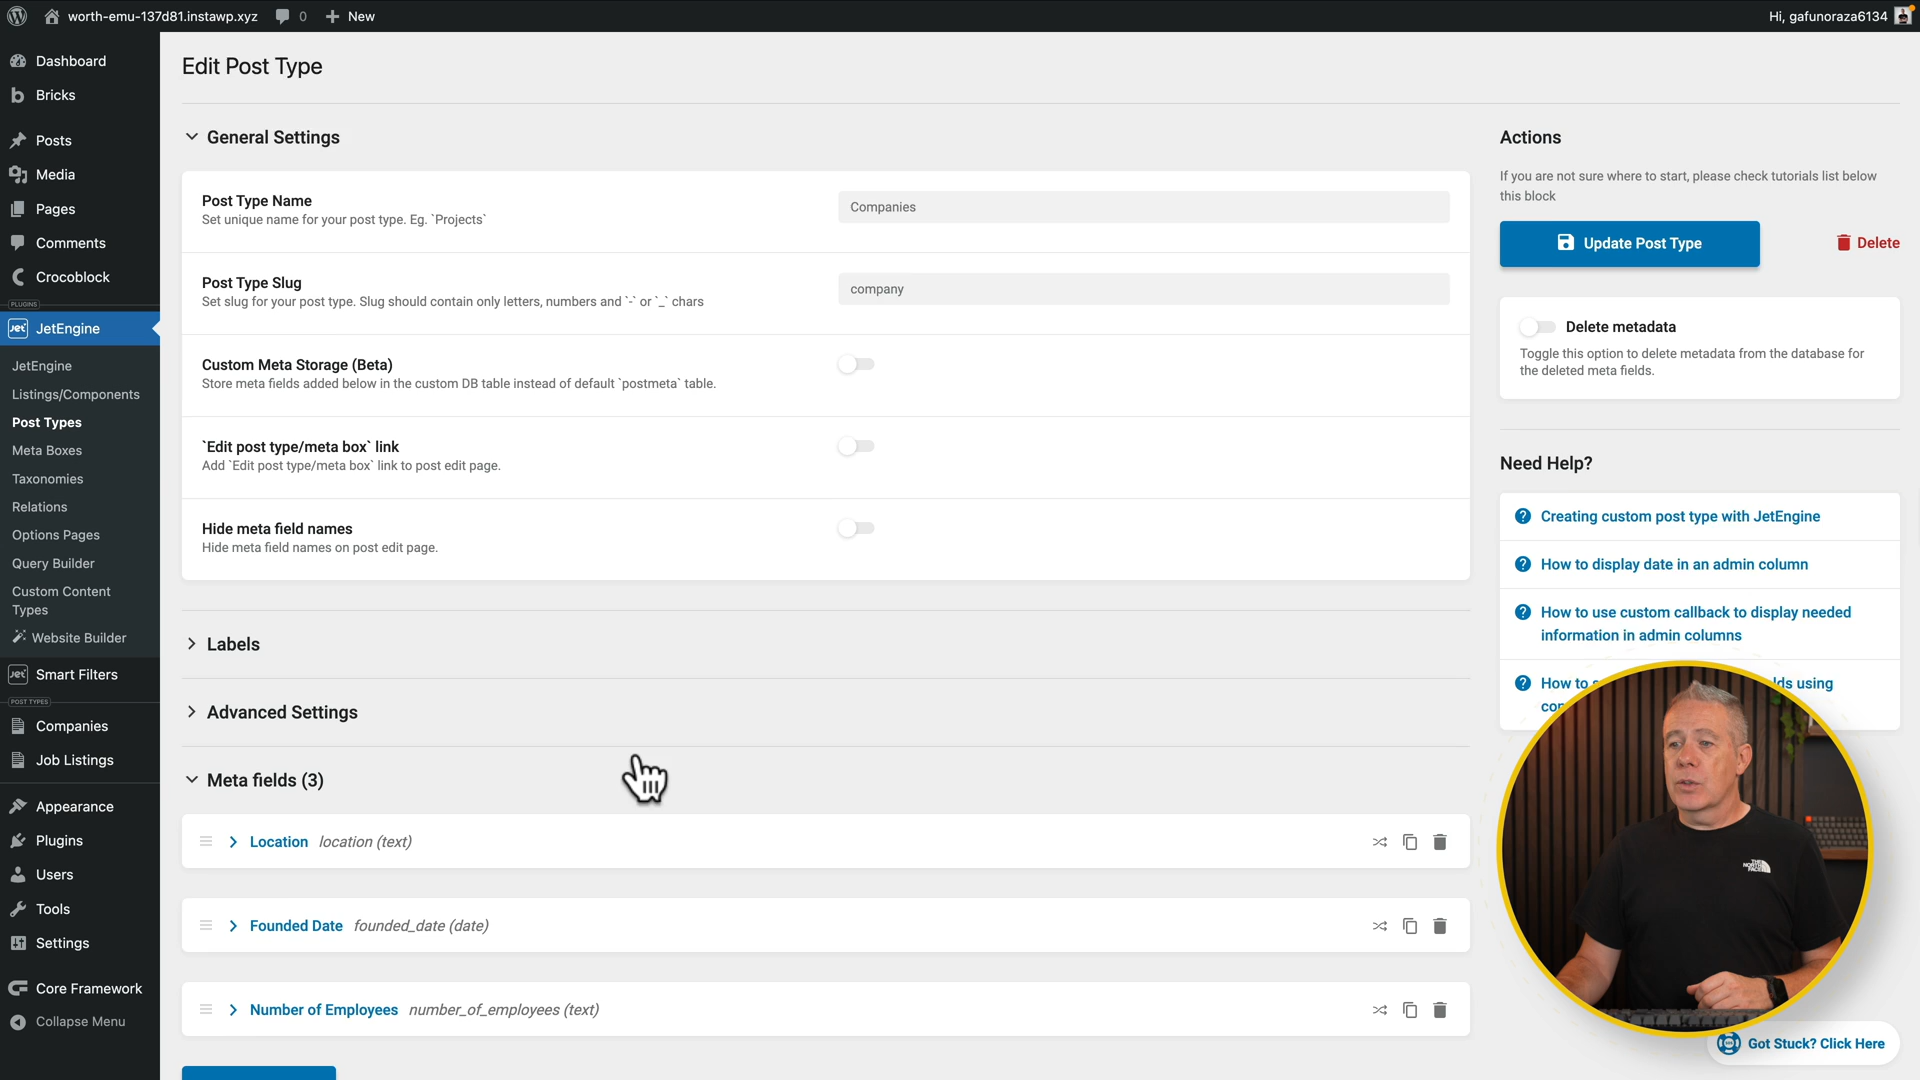 worth-emu-137d81.instawp.xyz
0
New
Hi, gafunoraza6134
Dashboard
Bricks
Posts
Media
Pages
Comments
Crocoblock
PLUGINS
JetEngine
JetEngine
Listings/Components
Post Types
Meta Boxes
Taxonomies
Relations
Options Pages
Query Builder
Custom Content
Types
Website Builder
Smart Filters
POST TYPES
Companies
Job Listings
Appearance
Plugins
Users
Tools
Settings
Core Framework
Collapse Menu
Edit Post Type
General Settings
Post Type Name
Set unique name for your post type. Eg. `Projects`
Companies
Post Type Slug
Set slug for your post type. Slug should contain only letters, numbers and `-` or `_` chars
company
Custom Meta Storage (Beta)
Store meta fields added below in the custom DB table instead of default `postmeta` table.
`Edit post type/meta box` link
Add `Edit post type/meta box` link to post edit page.
Hide meta field names
Hide meta field names on post edit page.
Labels
Advanced Settings
Meta fields (3)
Location location (text)
Founded Date founded_date (date)
Number of Employees number_of_employees (text)
Actions
If you are not sure where to start, please check tutorials list below
this block
Update Post Type
Delete
Delete metadata
Toggle this option to delete metadata from the database for
the deleted meta fields.
Need Help?
Creating custom post type with JetEngine
How to display date in an admin column
How to use custom callback to display needed
information in admin columns
How to
using
THE NORTH FACE
Got Stuck? Click Here